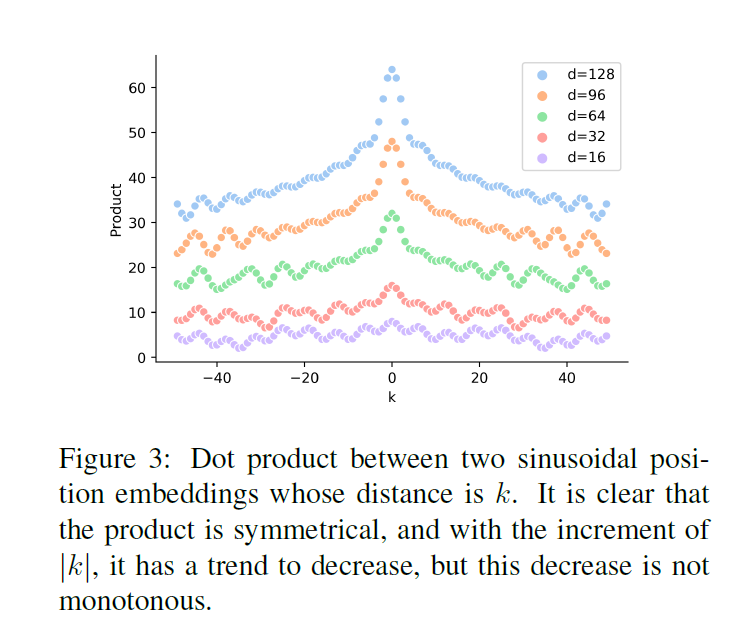 60
50
40
30
20
10
0
Product
−40
−20
0
20
40
k
d=128
d=96
d=64
d=32
d=16
Figure 3: Dot product between two sinusoidal posi-
tion embeddings whose distance is k. It is clear that
the product is symmetrical, and with the increment of
|k|, it has a trend to decrease, but this decrease is not
monotonous.